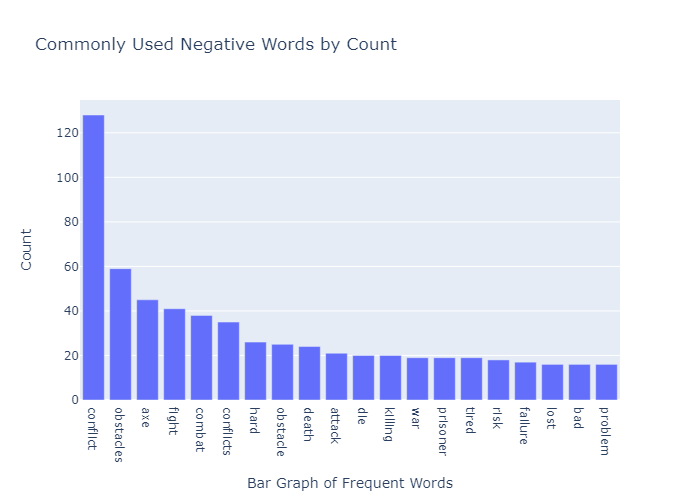 Commonly Used Negative Words by Count
120
100
80
60
40
20
0
Count
conflict
obstacles
axe
fight
combat
conflicts
hard
obstacle
death
attack
die
killing
war
prisoner
tired
risk
failure
lost
bad
problem
Bar Graph of Frequent Words